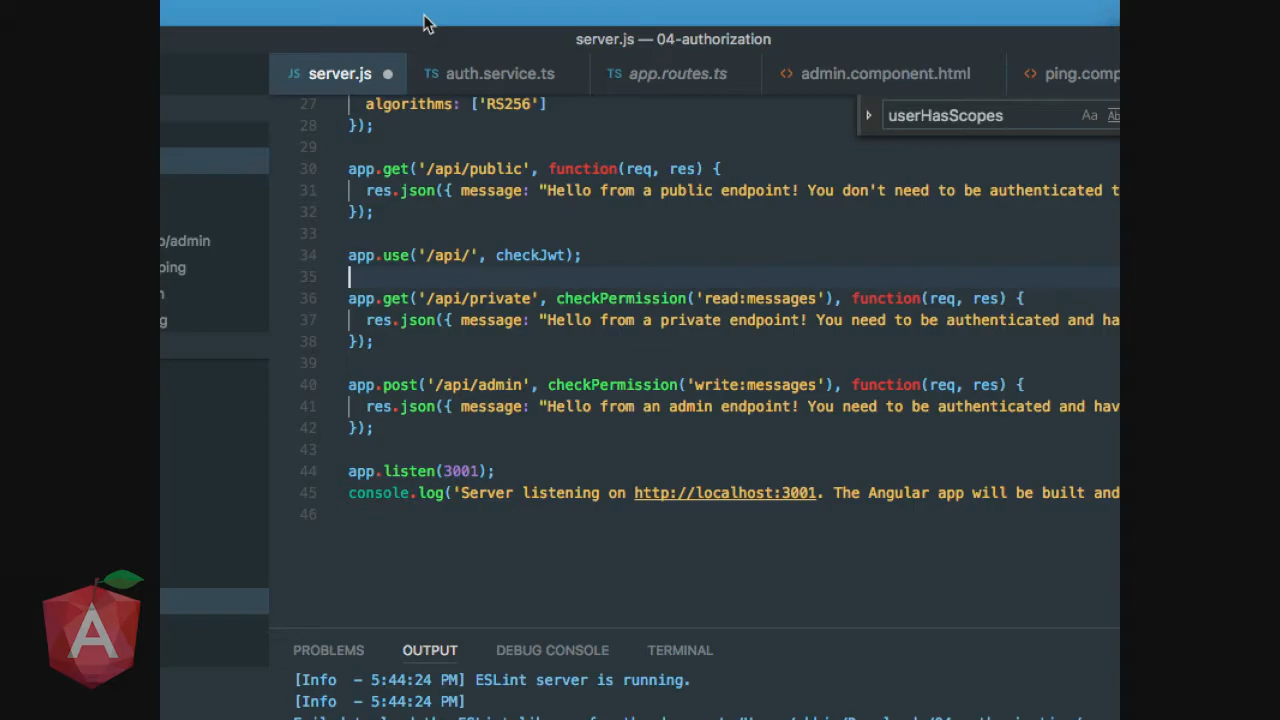 server.js — 04-authorization
JS server.js ● TS auth.service.ts TS app.routes.ts <> admin.component.html <> ping.comp
userHasScopes Aa Ab
27 algorithms: ['RS256']
28 });
29
30 app.get('/api/public', function(req, res) {
31 res.json({ message: "Hello from a public endpoint! You don't need to be authenticated t
32 });
33
34 app.use('/api/', checkJwt);
35
36 app.get('/api/private', checkPermission('read:messages'), function(req, res) {
37 res.json({ message: "Hello from a private endpoint! You need to be authenticated and ha
38 });
39
40 app.post('/api/admin', checkPermission('write:messages'), function(req, res) {
41 res.json({ message: "Hello from an admin endpoint! You need to be authenticated and hav
42 });
43
44 app.listen(3001);
45 console.log('Server listening on http://localhost:3001. The Angular app will be built and
46
o/admin
ping
n
g
A
PROBLEMS OUTPUT DEBUG CONSOLE TERMINAL
[Info - 5:44:24 PM] ESLint server is running.
[Info - 5:44:24 PM]